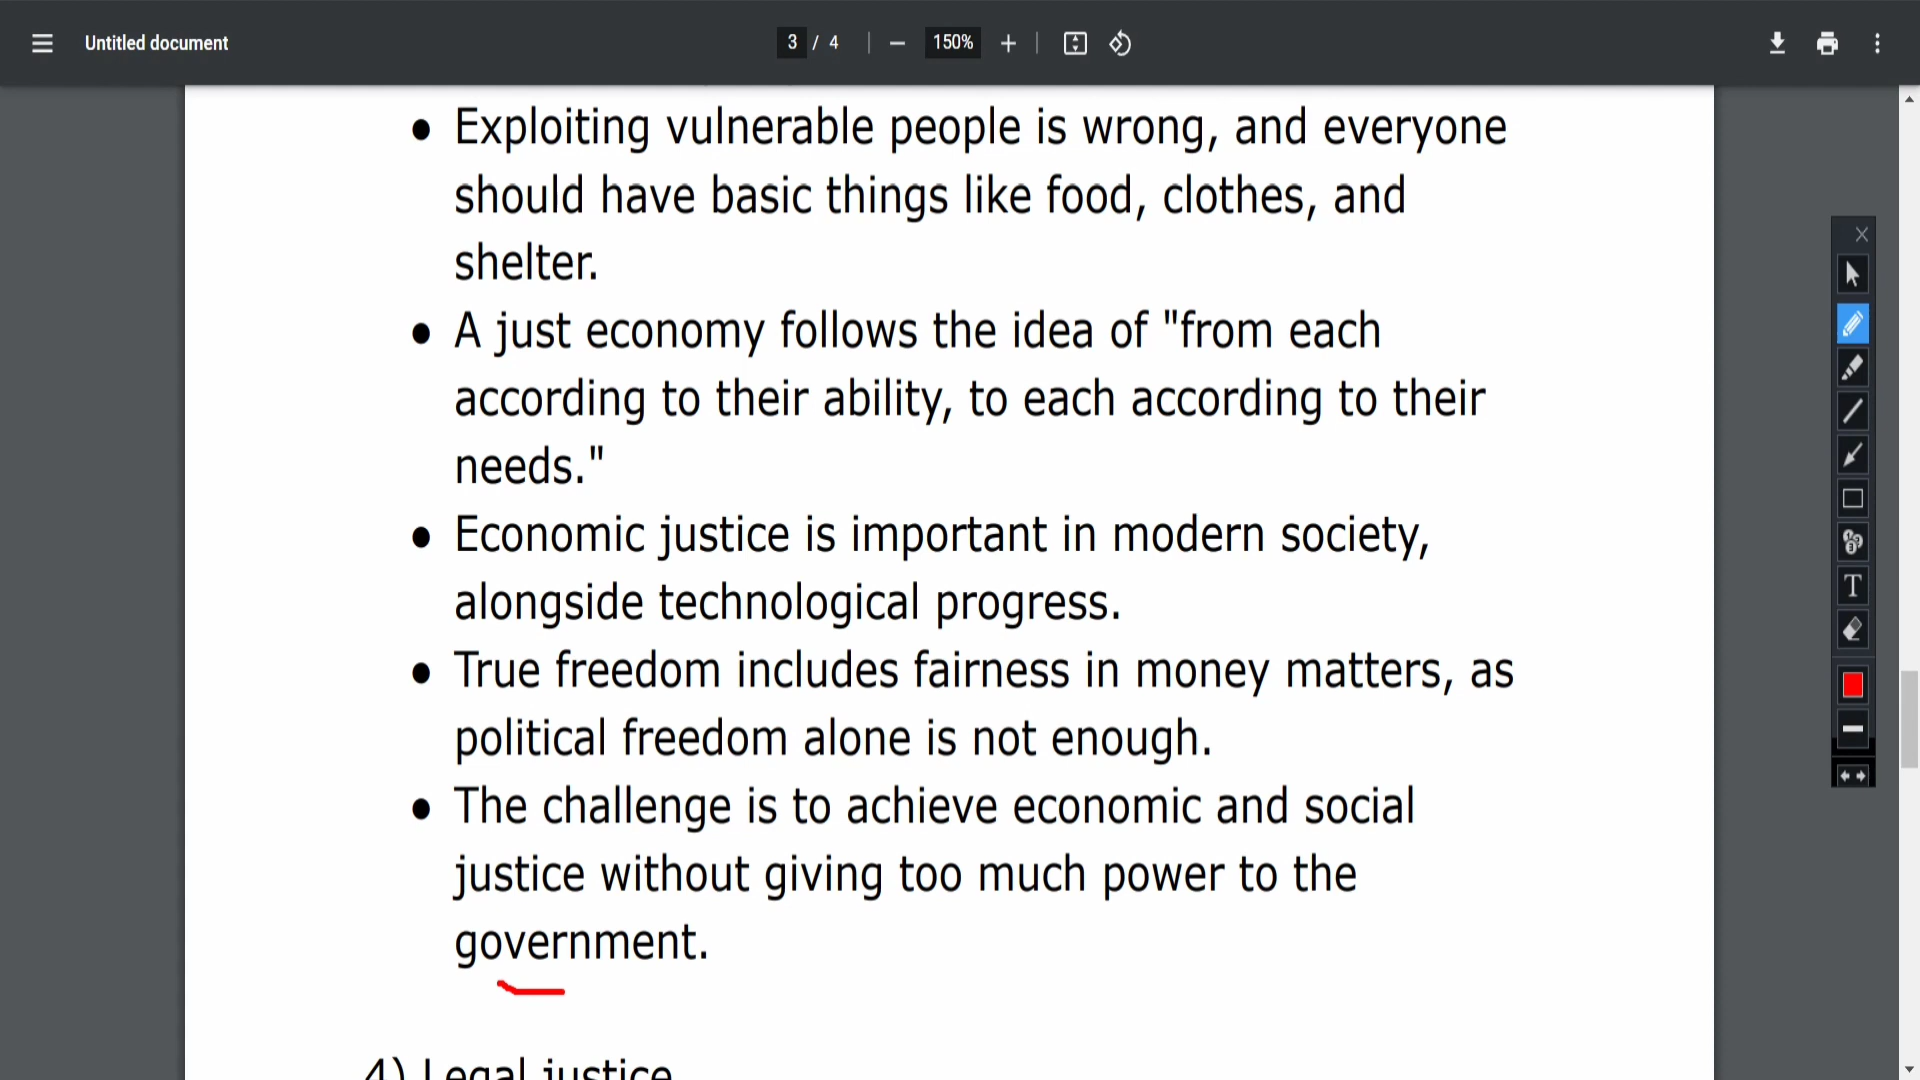 Untitled document
3 / 4
150%
● Exploiting vulnerable people is wrong, and everyone
should have basic things like food, clothes, and
shelter.
● A just economy follows the idea of "from each
according to their ability, to each according to their
needs."
● Economic justice is important in modern society,
alongside technological progress.
● True freedom includes fairness in money matters, as
political freedom alone is not enough.
● The challenge is to achieve economic and social
justice without giving too much power to the
government.
4) Legal justice
T